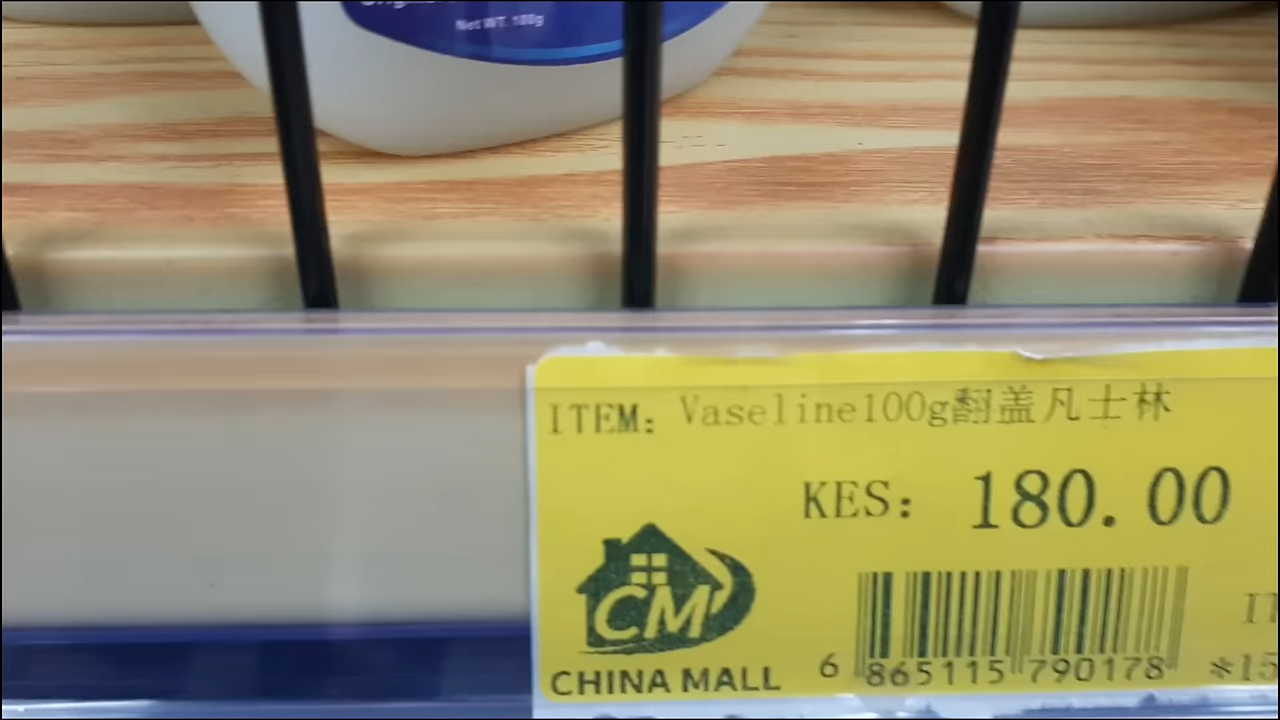 Net WT. 100g
ITEM: Vaseline100g翻盖凡士林
KES: 180.00
CM
CHINA MALL
6 865115 790178
*15